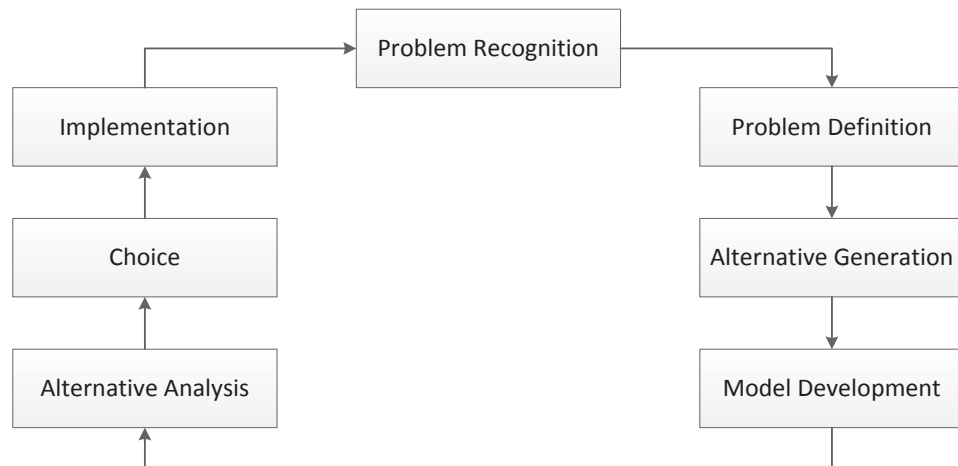 Problem Recognition
Implementation
Problem Definition
Choice
Alternative Generation
Alternative Analysis
Model Development